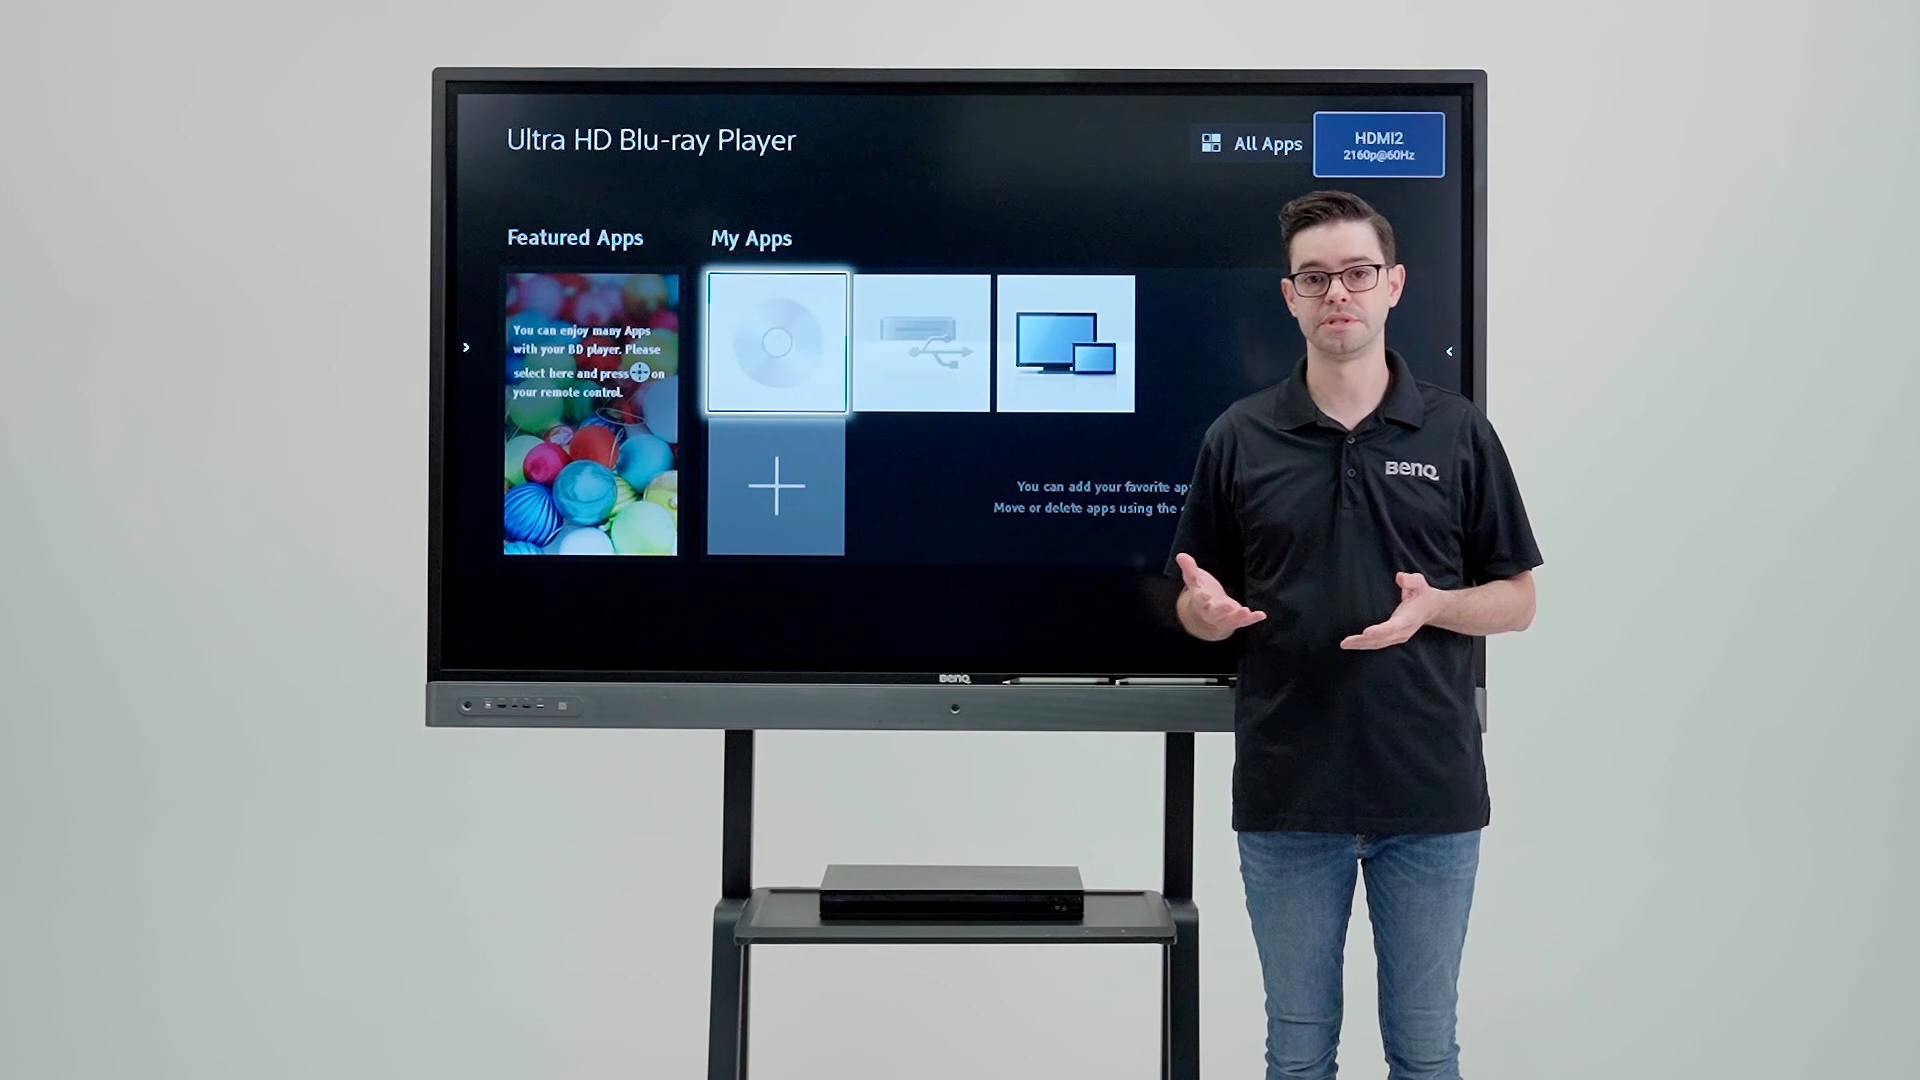 Ultra HD Blu-ray Player
All Apps
HDMI2
2160p@60Hz
Featured Apps
My Apps
You can enjoy many Apps
with your BD player. Please
select here and press on
your remote control.
You can add your favorite
Move or delete apps using the
BenQ
BenQ